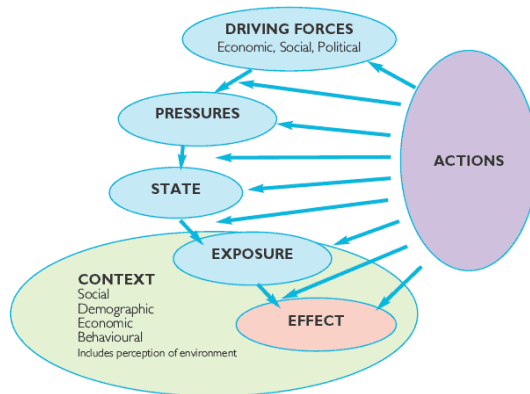 DRIVING FORCES
Economic, Social, Political
PRESSURES
ACTIONS
STATE
EXPOSURE
CONTEXT
Social
Demographic
Economic
Behavioural
Includes perception of environment
EFFECT